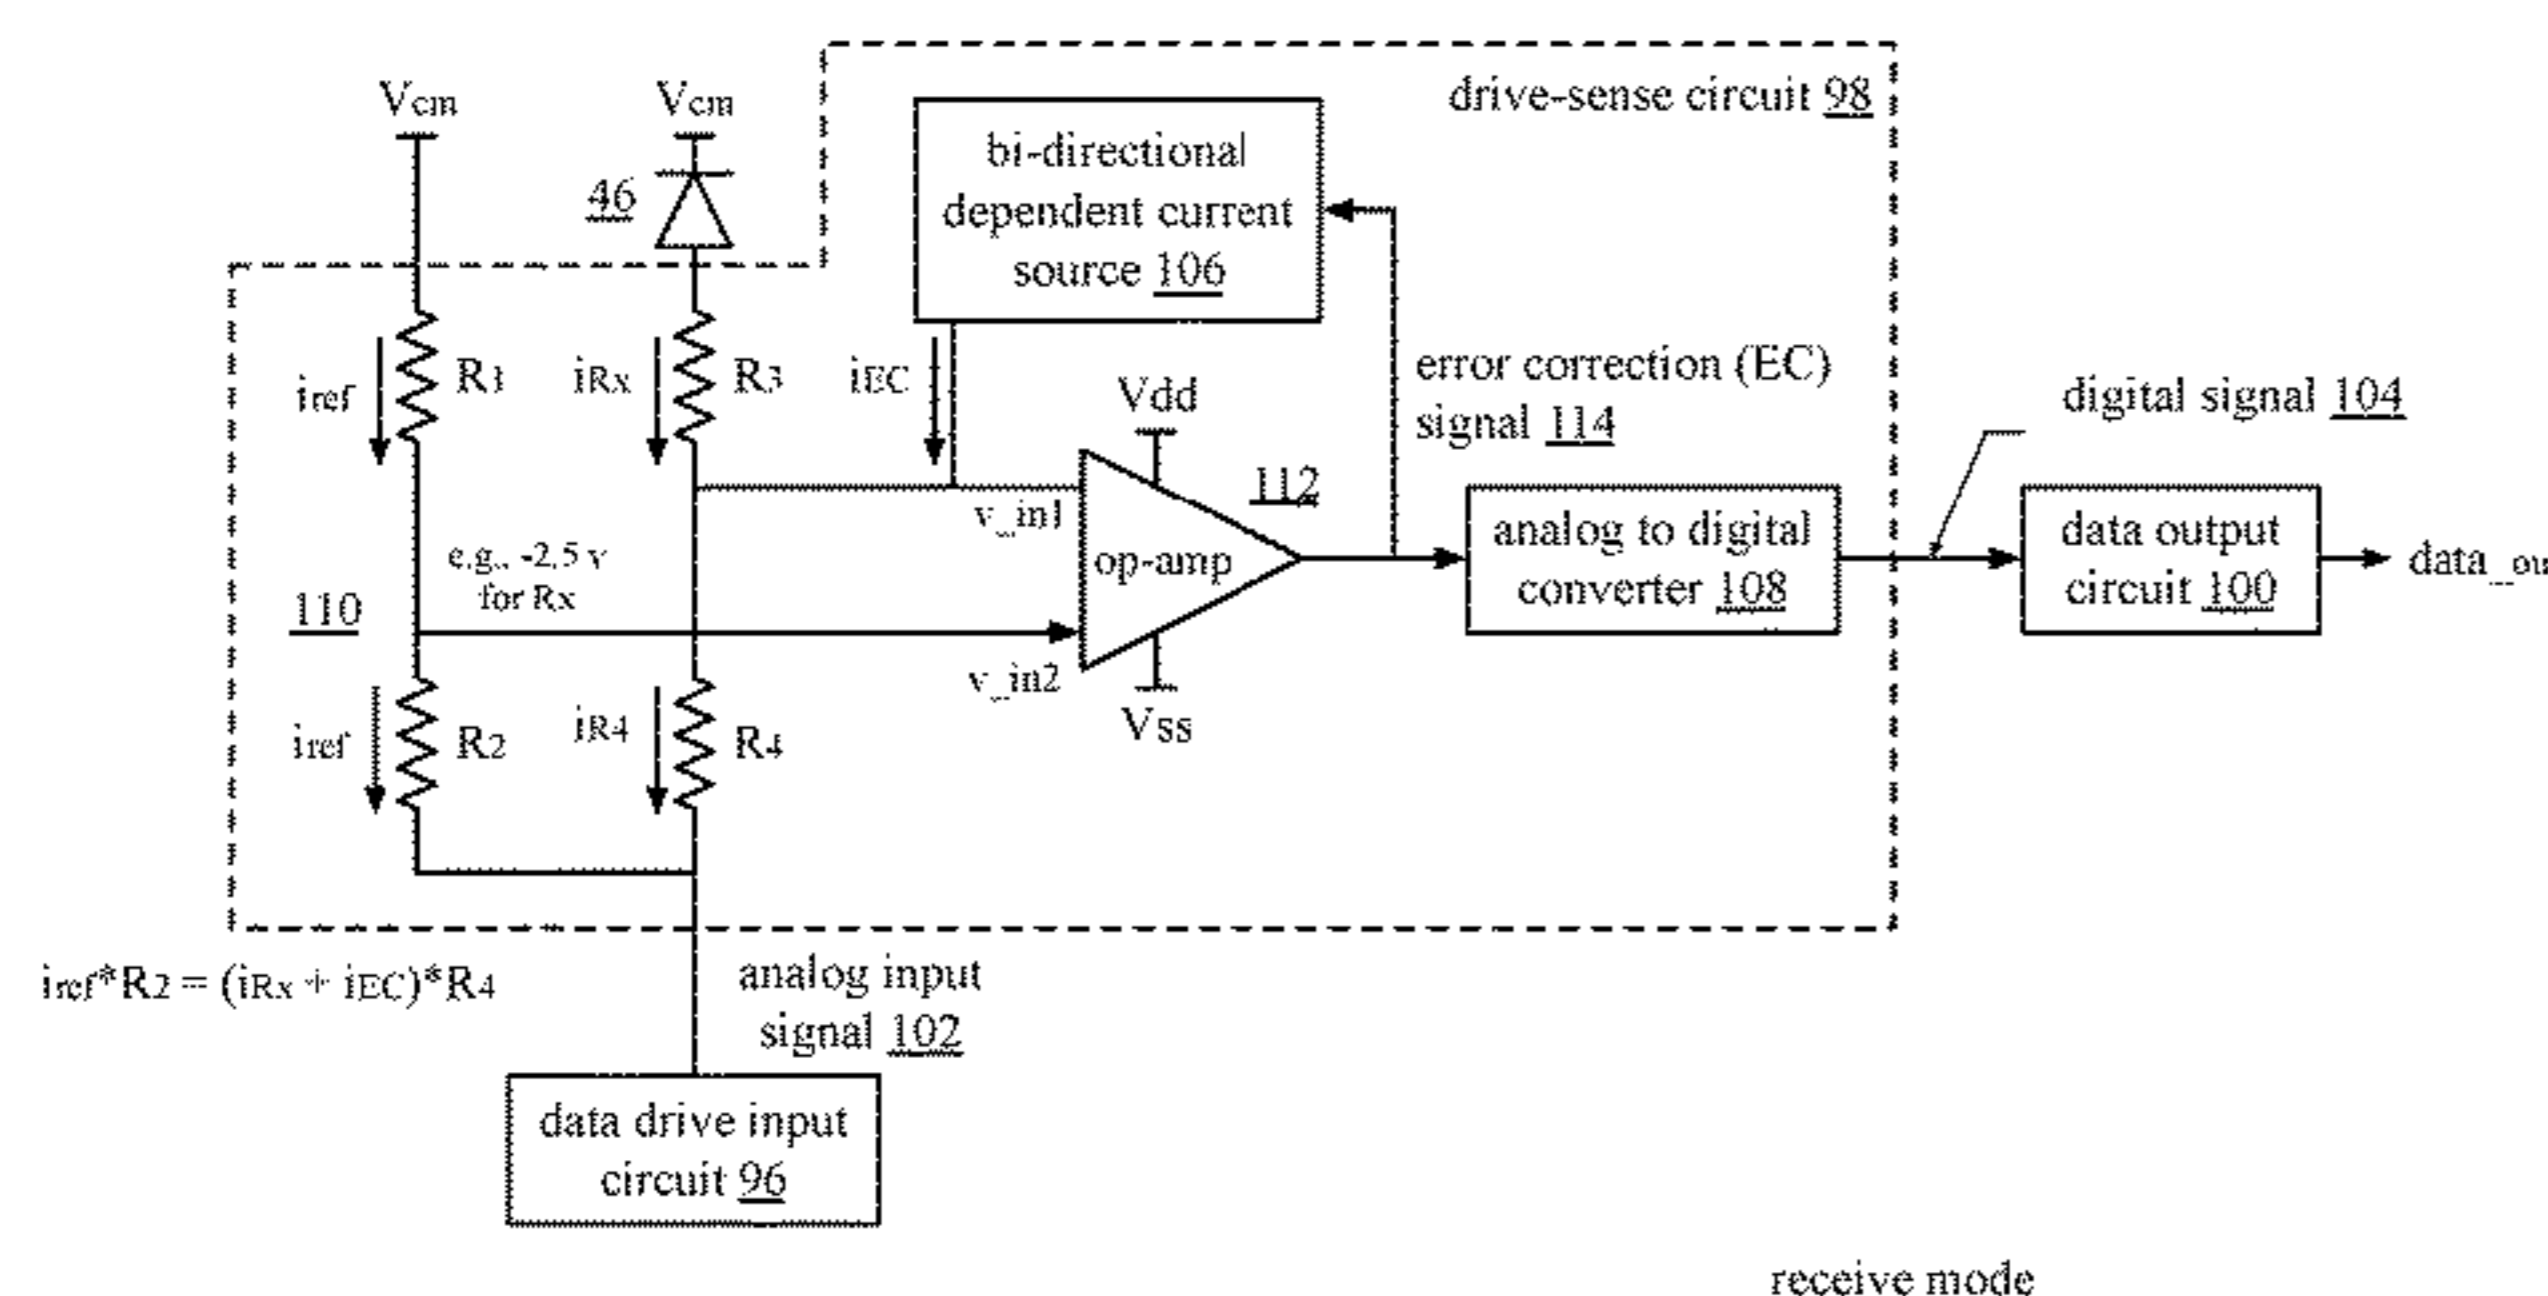 drive-sense circuit 98
Vcm
Vcm
46
bi-directional
dependent current
source 106
iref
R1
iRx
R3
iEC
Vdd
error correction (EC)
signal 114
digital signal 104
112
v_in1
op-amp
analog to digital
converter 108
data output
circuit 100
data_ou
e.g., -2.5 v
for Rx
110
v_in2
Vss
iref
R2
iR4
R4
iref*R2 = (iRx + iEC)*R4
analog input
signal 102
data drive input
circuit 96
receive mode